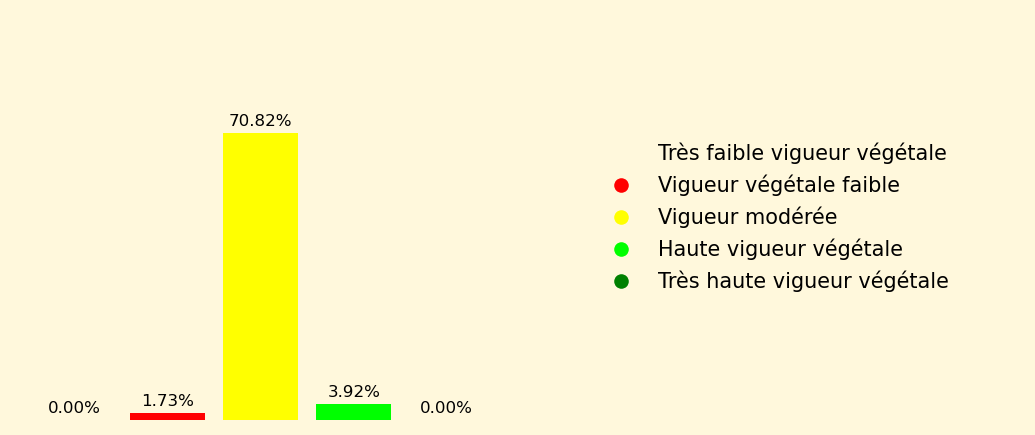 70.82%
3.92%
1.73%
0.00%
0.00%
Très faible vigueur végétale
Vigueur végétale faible
Vigueur modérée
Haute vigueur végétale
Très haute vigueur végétale